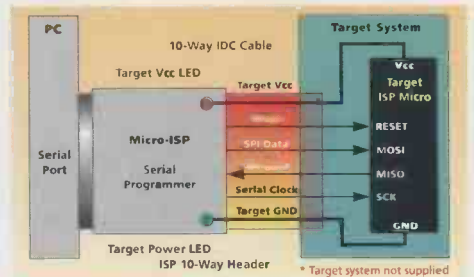 PC
Target System
10-Way IDC Cable
Target Vcc LED
Target Vcc
Vcc
Target
ISP Micro
Micro-ISP
RESET
SPI Data
MOSI
Serial
Port
Serial
Programmer
MISO
Serial Clock
SCK
Target GND
GND
Target Power LED
ISP 10-Way Header
* Target system not supplied